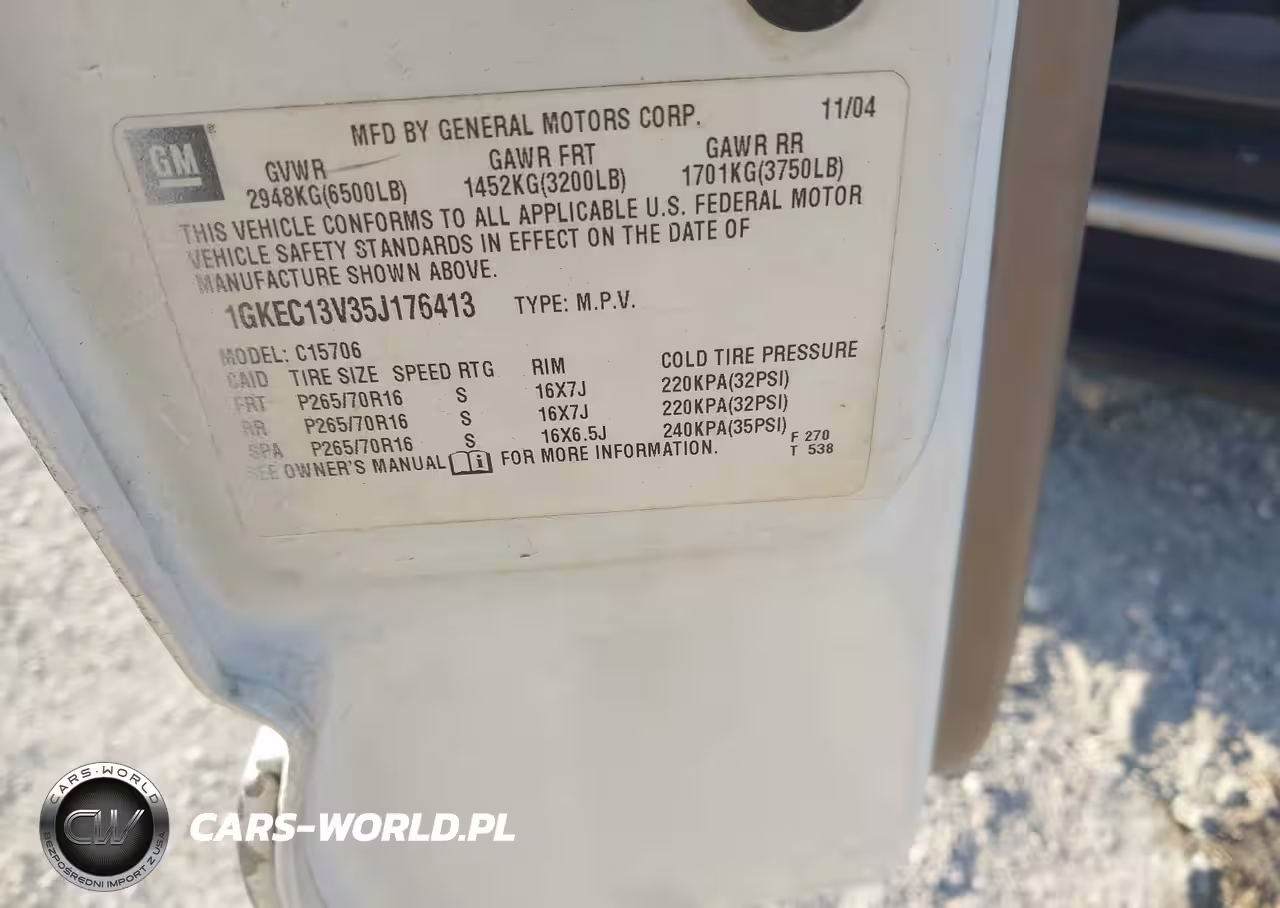 GM
®
MFD BY GENERAL MOTORS CORP.
11/04
GVWR GAWR FRT GAWR RR
2948KG(6500LB) 1452KG(3200LB) 1701KG(3750LB)
THIS VEHICLE CONFORMS TO ALL APPLICABLE U.S. FEDERAL MOTOR
VEHICLE SAFETY STANDARDS IN EFFECT ON THE DATE OF
MANUFACTURE SHOWN ABOVE.
1GKEC13V35J176413 TYPE: M.P.V.
MODEL: C15706
CAID TIRE SIZE SPEED RTG RIM COLD TIRE PRESSURE
FRT P265/70R16 S 16X7J 220KPA(32PSI)
RR P265/70R16 S 16X7J 220KPA(32PSI)
SPA P265/70R16 S 16X6.5J 240KPA(35PSI)
SEE OWNER'S MANUAL i FOR MORE INFORMATION.
F 270
T 538
CARS-WORLD
CW
BEZPOŚREDNI IMPORT Z USA
CARS-WORLD.PL